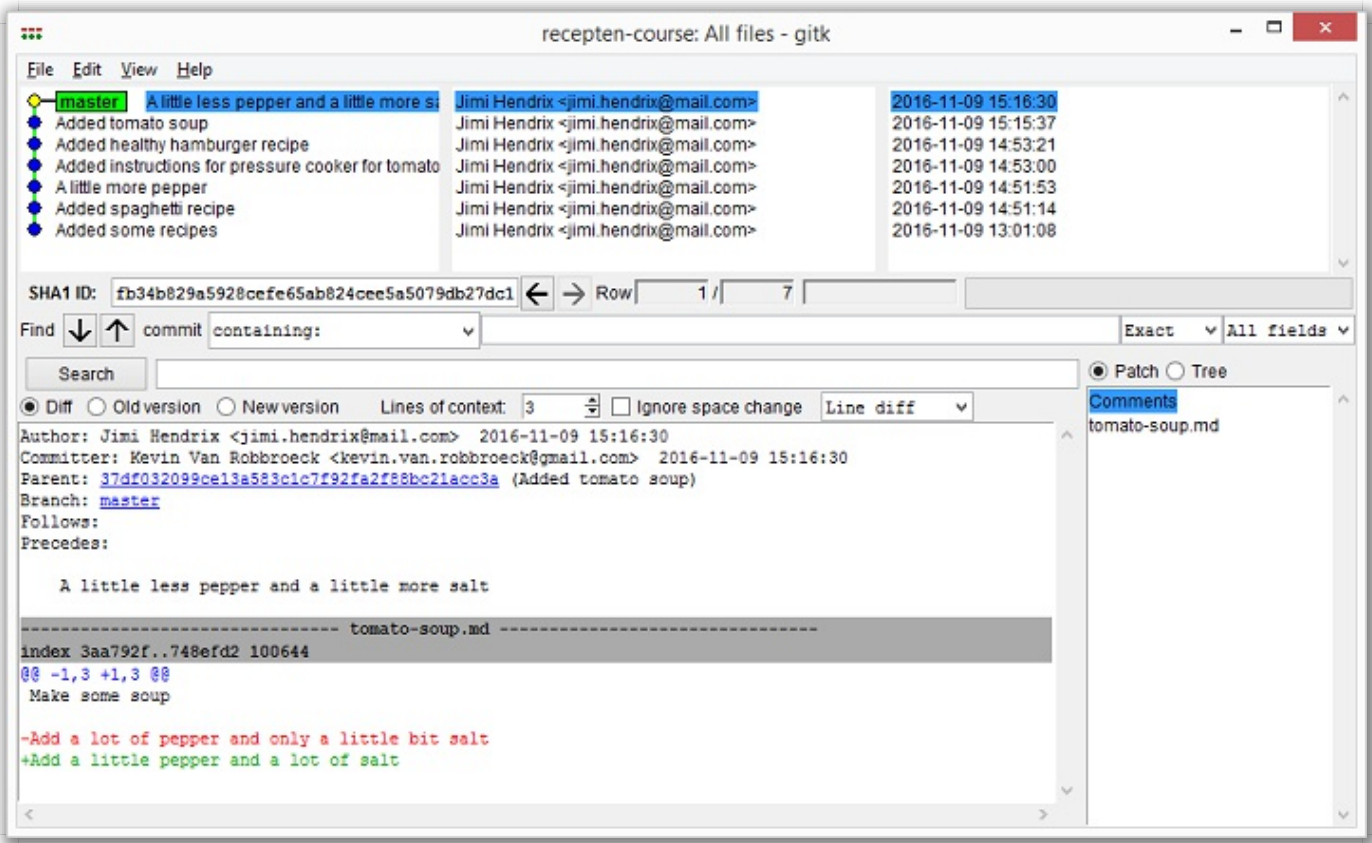 recepten-course: All files - gitk
File Edit View Help
master A little less pepper and a little more sa Jimi Hendrix <jimi.hendrix@mail.com> 2016-11-09 15:16:30
Added tomato soup Jimi Hendrix <jimi.hendrix@mail.com> 2016-11-09 15:15:37
Added healthy hamburger recipe Jimi Hendrix <jimi.hendrix@mail.com> 2016-11-09 14:53:21
Added instructions for pressure cooker for tomato Jimi Hendrix <jimi.hendrix@mail.com> 2016-11-09 14:53:00
A little more pepper Jimi Hendrix <jimi.hendrix@mail.com> 2016-11-09 14:51:53
Added spaghetti recipe Jimi Hendrix <jimi.hendrix@mail.com> 2016-11-09 14:51:14
Added some recipes Jimi Hendrix <jimi.hendrix@mail.com> 2016-11-09 13:01:08
SHA1 ID: fb34b829a5928cefe65ab824cee5a5079db27dc1 Row 1 / 7
Find commit containing: Exact All fields
Search
Patch Tree
Diff Old version New version Lines of context: 3 Ignore space change Line diff
Comments
tomato-soup.md
Author: Jimi Hendrix <jimi.hendrix@mail.com> 2016-11-09 15:16:30
Committer: Kevin Van Robbroeck <kevin.van.robbroeck@gmail.com> 2016-11-09 15:16:30
Parent: 37df032099ce13a583c1c7f92fa2f88bc21acc3a (Added tomato soup)
Branch: master
Follows:
Precedes:
A little less pepper and a little more salt
-------------------------------- tomato-soup.md --------------------------------
index 3aa792f..748efd2 100644
@@ -1,3 +1,3 @@
Make some soup
-Add a lot of pepper and only a little bit salt
+Add a little pepper and a lot of salt